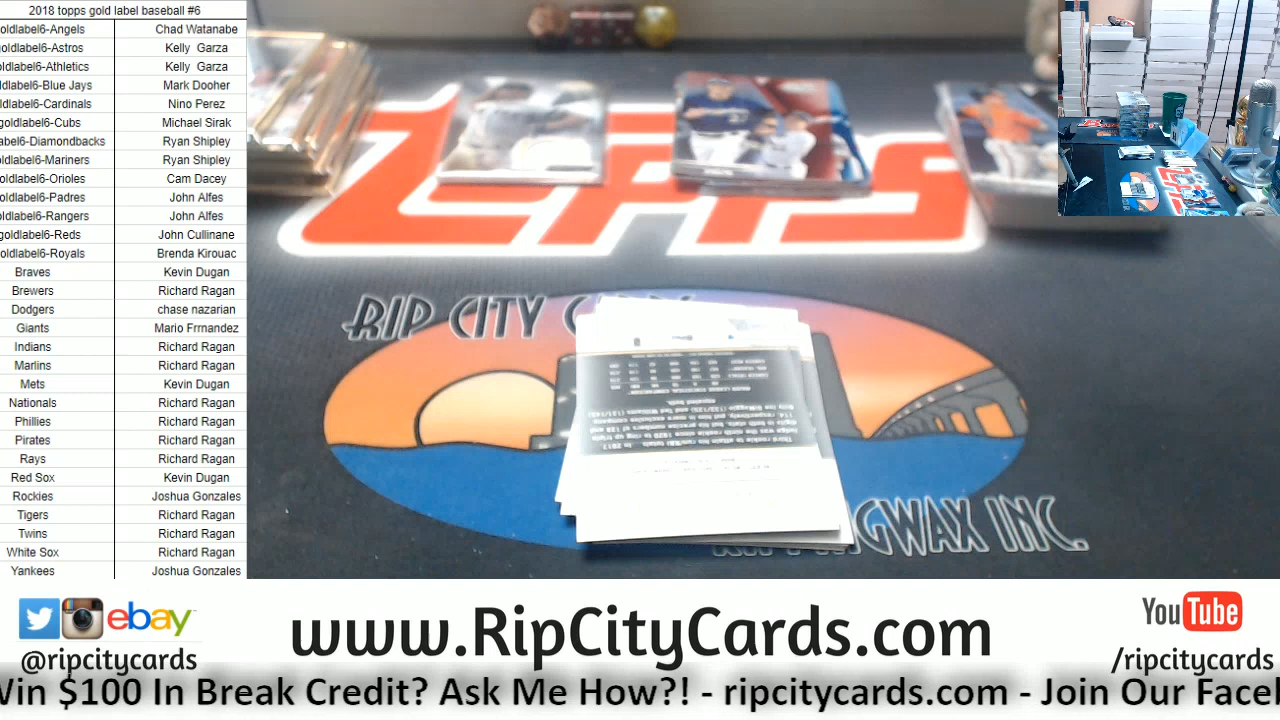 2018 topps gold label baseball #6
oldlabel6-Angels Chad Watanabe
oldlabel6-Astros Kelly Garza
oldlabel6-Athletics Kelly Garza
ldlabel6-Blue Jays Mark Dooher
ldlabel6-Cardinals Nino Perez
goldlabel6-Cubs Michael Sirak
abel6-Diamondbacks Ryan Shipley
dlabel6-Mariners Ryan Shipley
oldlabel6-Orioles Cam Dacey
oldlabel6-Padres John Alfes
oldlabel6-Rangers John Alfes
goldlabel6-Reds John Cullinane
oldlabel6-Royals Brenda Kirouac
Braves Kevin Dugan
Brewers Richard Ragan
Dodgers chase nazarian
Giants Mario Frrnandez
Indians Richard Ragan
Marlins Richard Ragan
Mets Kevin Dugan
Nationals Richard Ragan
Phillies Richard Ragan
Pirates Richard Ragan
Rays Richard Ragan
Red Sox Kevin Dugan
Rockies Joshua Gonzales
Tigers Richard Ragan
Twins Richard Ragan
White Sox Richard Ragan
Yankees Joshua Gonzales
RIP CITY
INGWAX INC.
ebay
@ripcitycards
www.RipCityCards.com
YouTube
/ripcitycards
Win $100 In Break Credit? Ask Me How?! - ripcitycards.com - Join Our Facel